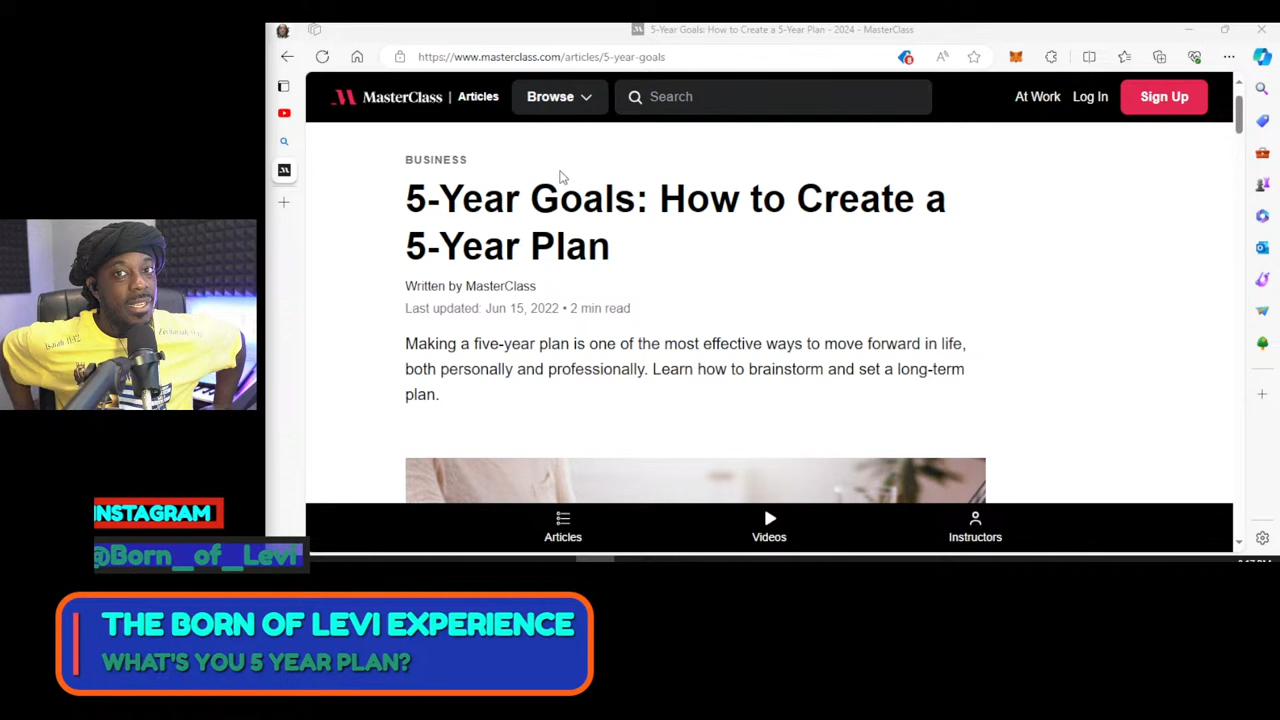 5-Year Goals: How to Create a 5-Year Plan - 2024 - MasterClass
https://www.masterclass.com/articles/5-year-goals
MasterClass | Articles
Browse
Search
At Work
Log In
Sign Up
BUSINESS
5-Year Goals: How to Create a
5-Year Plan
Written by MasterClass
Last updated: Jun 15, 2022 • 2 min read
Making a five-year plan is one of the most effective ways to move forward in life,
both personally and professionally. Learn how to brainstorm and set a long-term
plan.
Isaiah 11:12
Articles
Videos
Instructors
INSTAGRAM
@Born_of_Levi
THE BORN OF LEVI EXPERIENCE
WHAT'S YOU 5 YEAR PLAN?